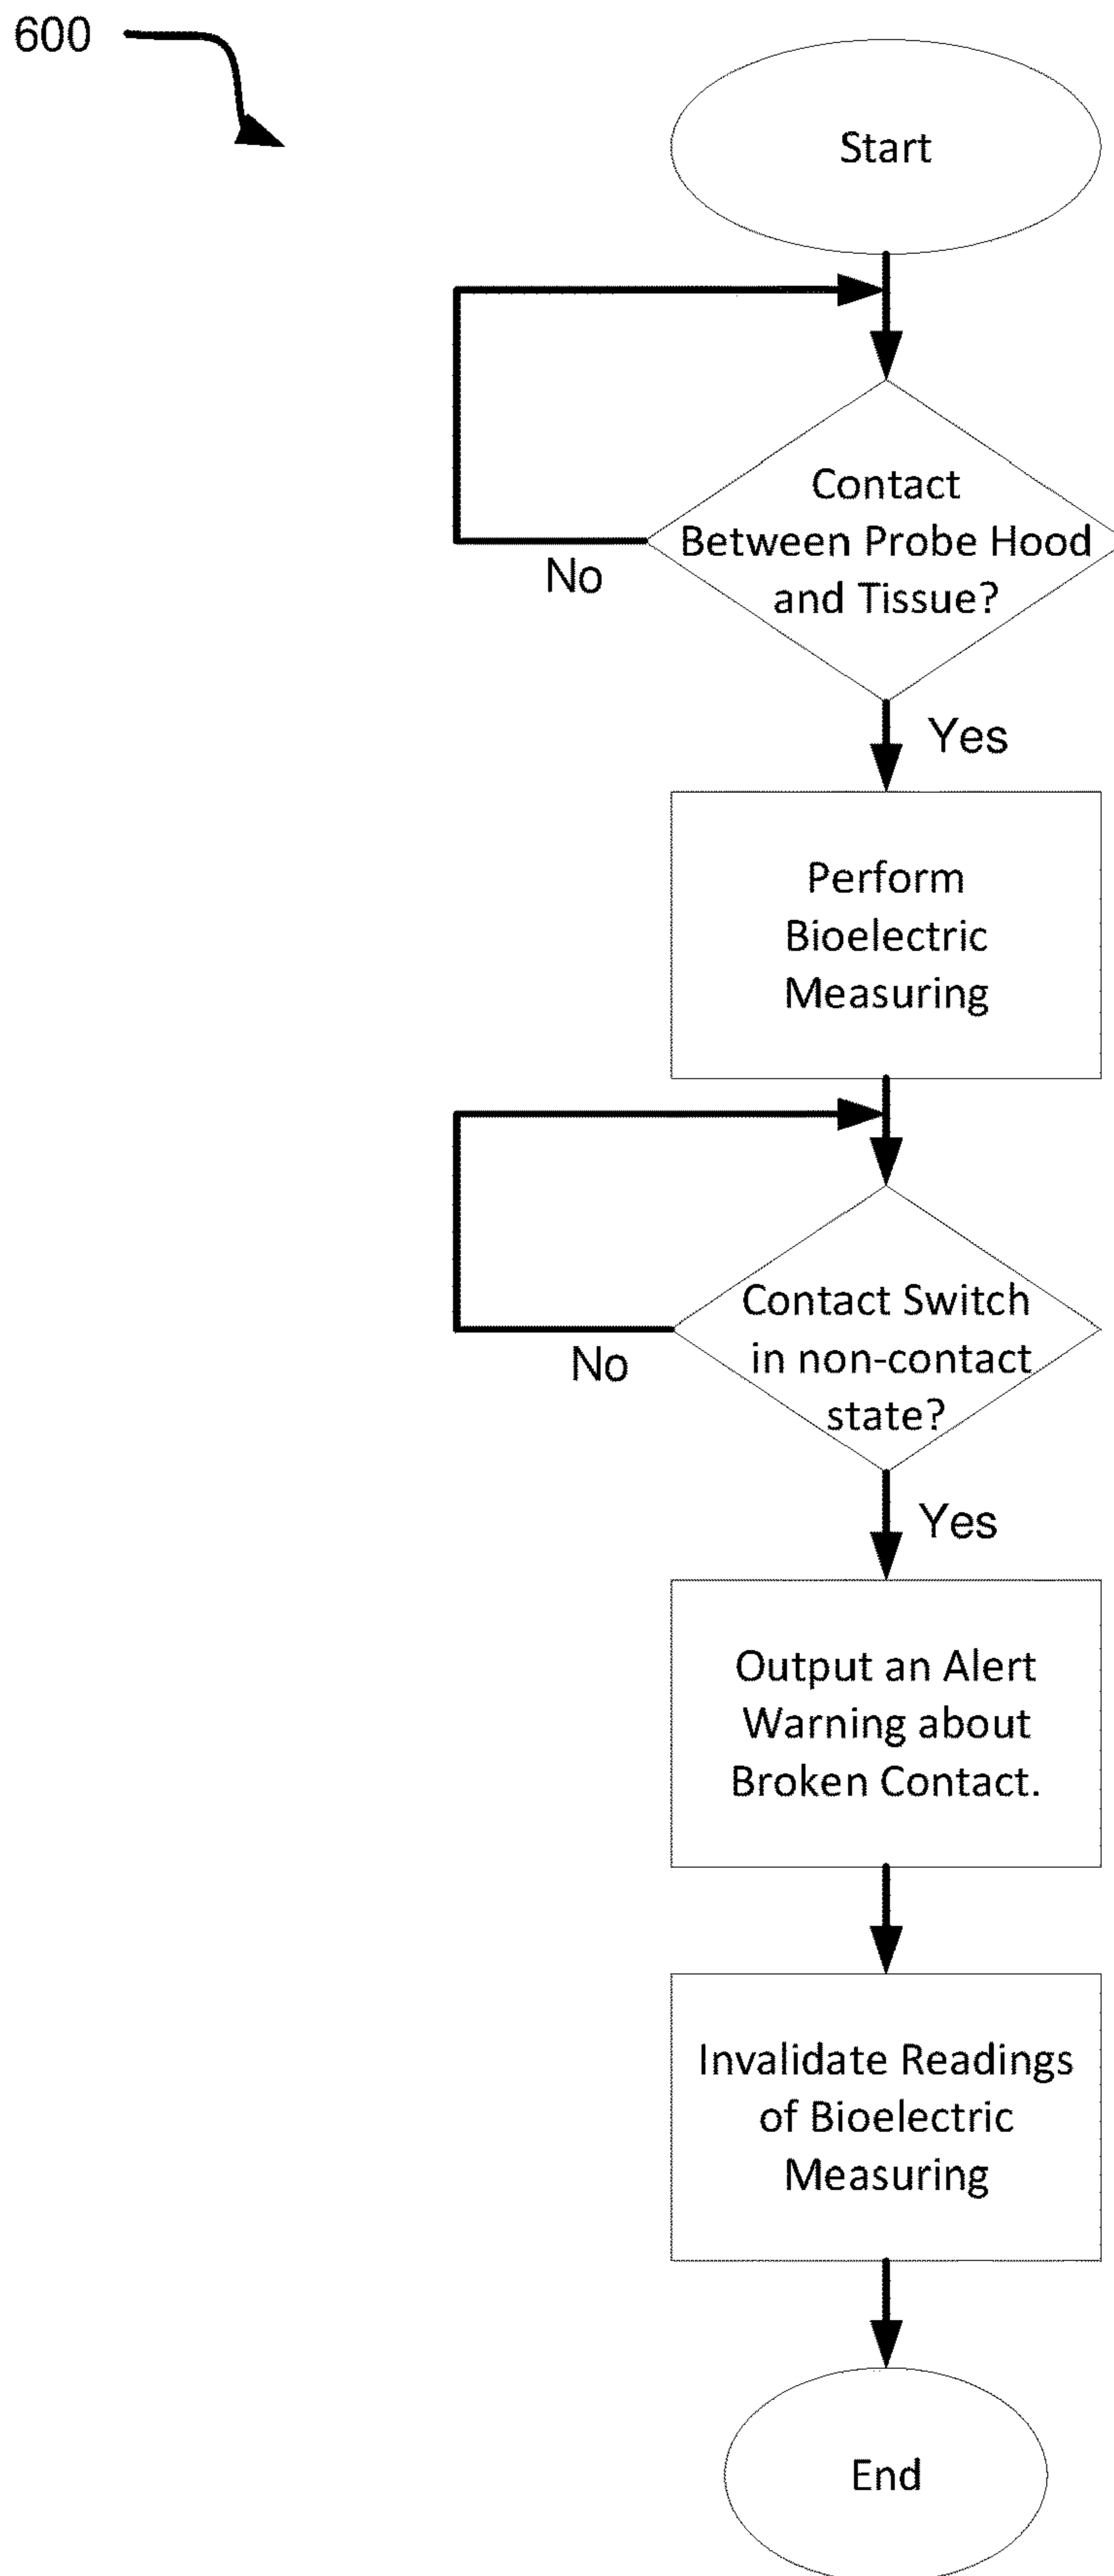 600
Start
Contact
Between Probe Hood
and Tissue?
No
Yes
Perform
Bioelectric
Measuring
Contact Switch
in non-contact
state?
No
Yes
Output an Alert
Warning about
Broken Contact.
Invalidate Readings
of Bioelectric
Measuring
End